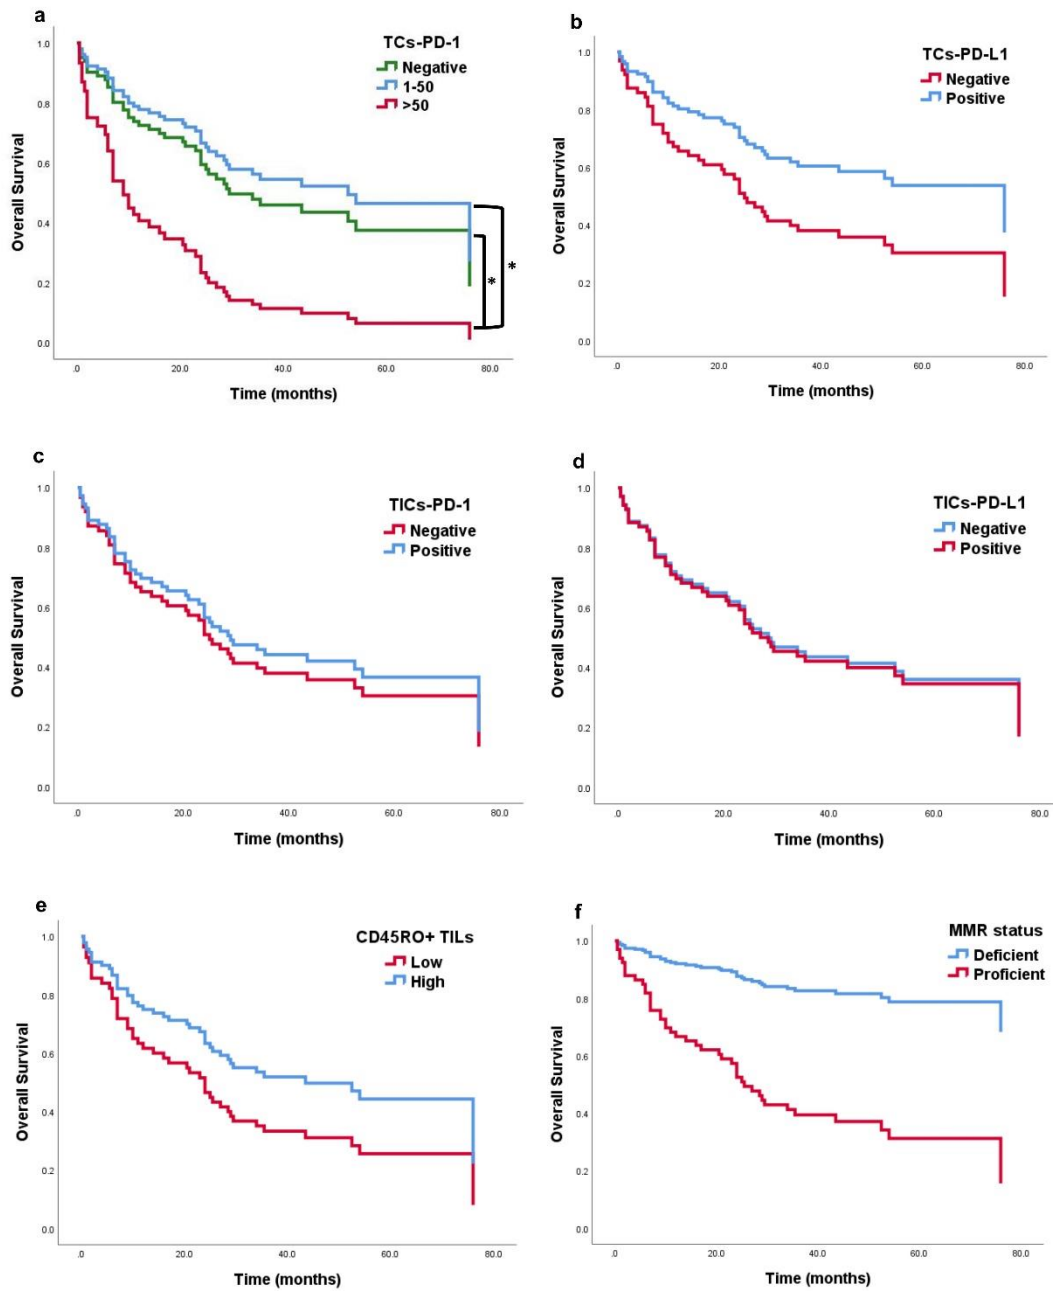 a
TCs-PD-1
Negative
1-50
>50
1.0
0.8
0.6
0.4
0.2
0.0
Overall Survival
*
*
.0 20.0 40.0 60.0 80.0
Time (months)
b
TCs-PD-L1
Negative
Positive
1.0
0.8
0.6
0.4
0.2
0.0
Overall Survival
.0 20.0 40.0 60.0 80.0
Time (months)
c
TICs-PD-1
Negative
Positive
1.0
0.8
0.6
0.4
0.2
0.0
Overall Survival
.0 20.0 40.0 60.0 80.0
Time (months)
d
TICs-PD-L1
Negative
Positive
1.0
0.8
0.6
0.4
0.2
0.0
Overall Survival
.0 20.0 40.0 60.0 80.0
Time (months)
e
CD45RO+ TILs
Low
High
1.0
0.8
0.6
0.4
0.2
0.0
Overall Survival
.0 20.0 40.0 60.0 80.0
Time (months)
f
MMR status
Deficient
Proficient
1.0
0.8
0.6
0.4
0.2
0.0
Overall Survival
.0 20.0 40.0 60.0 80.0
Time (months)